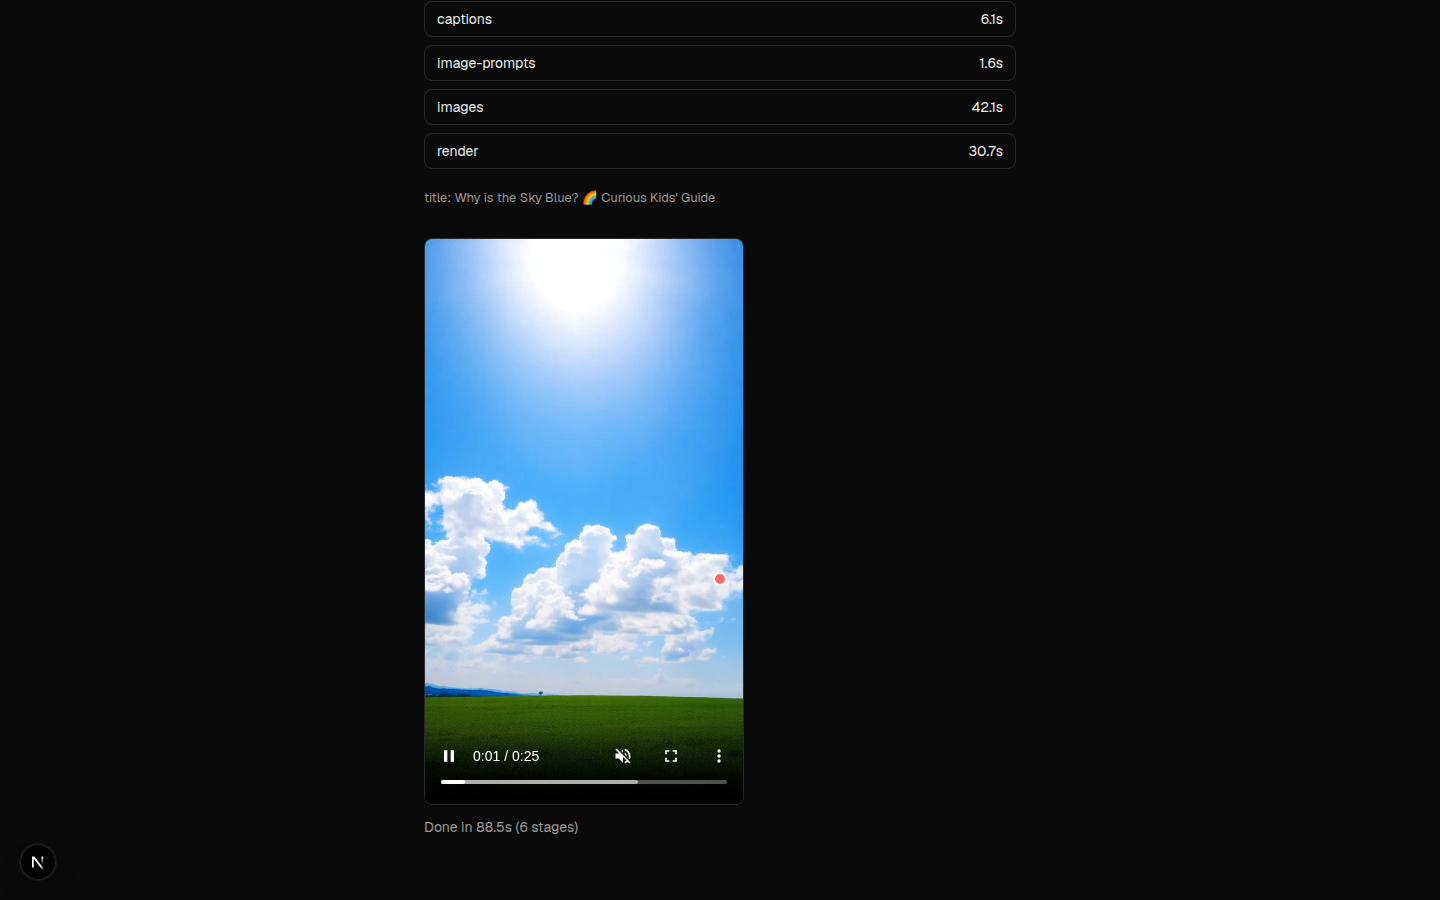 captions 6.1s
image-prompts 1.6s
images 42.1s
render 30.7s
title: Why is the Sky Blue? 🌈 Curious Kids' Guide
0:01 / 0:25
Done in 88.5s (6 stages)
N